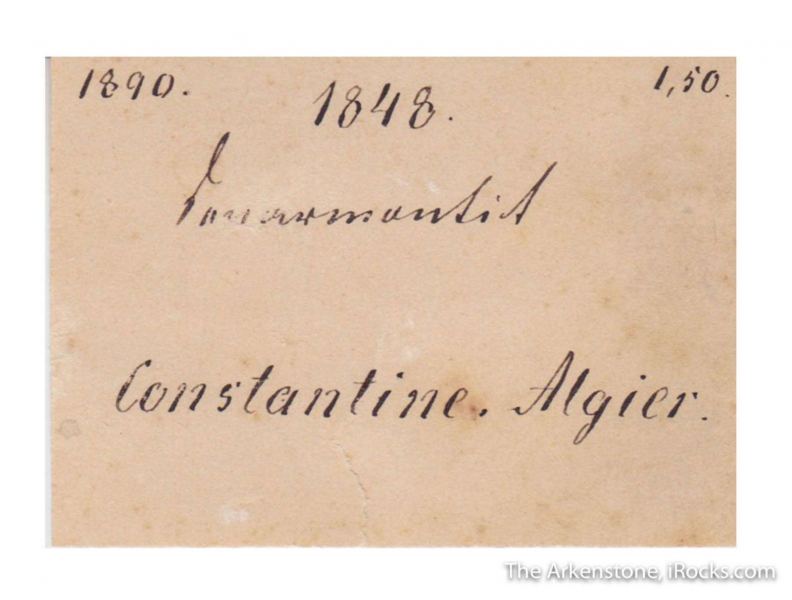 1890. 1848. 1,50.
Senarmontit
Constantine. Algier.
The Arkenstone, iRocks.com